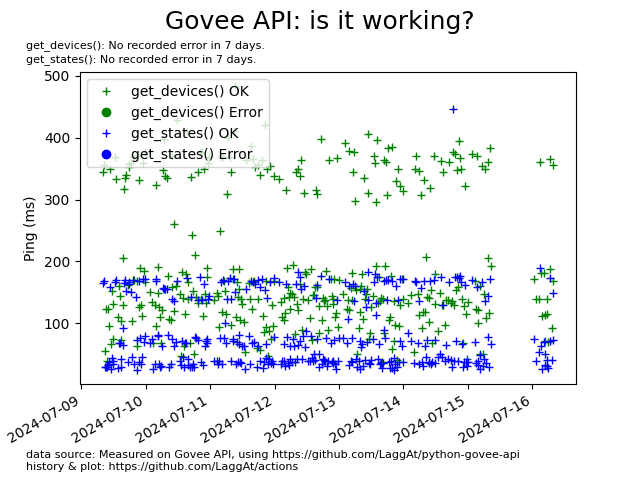 Govee API: is it working?
get_devices(): No recorded error in 7 days.
get_states(): No recorded error in 7 days.
500
400
300
200
100
Ping (ms)
get_devices() OK
get_devices() Error
get_states() OK
get_states() Error
2024-07-09
2024-07-10
2024-07-11
2024-07-12
2024-07-13
2024-07-14
2024-07-15
2024-07-16
data source: Measured on Govee API, using https://github.com/LaggAt/python-govee-api
history & plot: https://github.com/LaggAt/actions